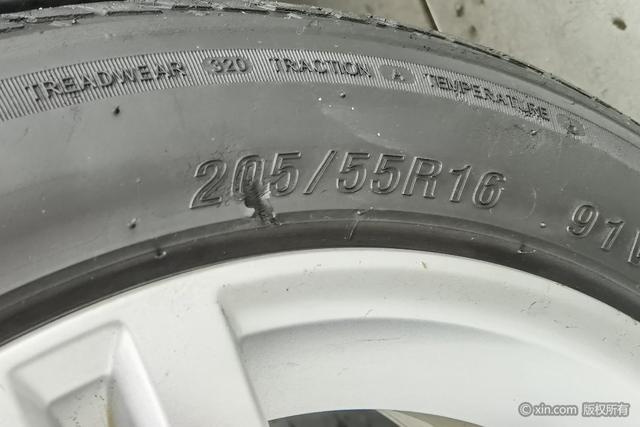 TREADWEAR 320 TRACTION A TEMPERATURE
205/55R16 91
© xin.com 版权所有